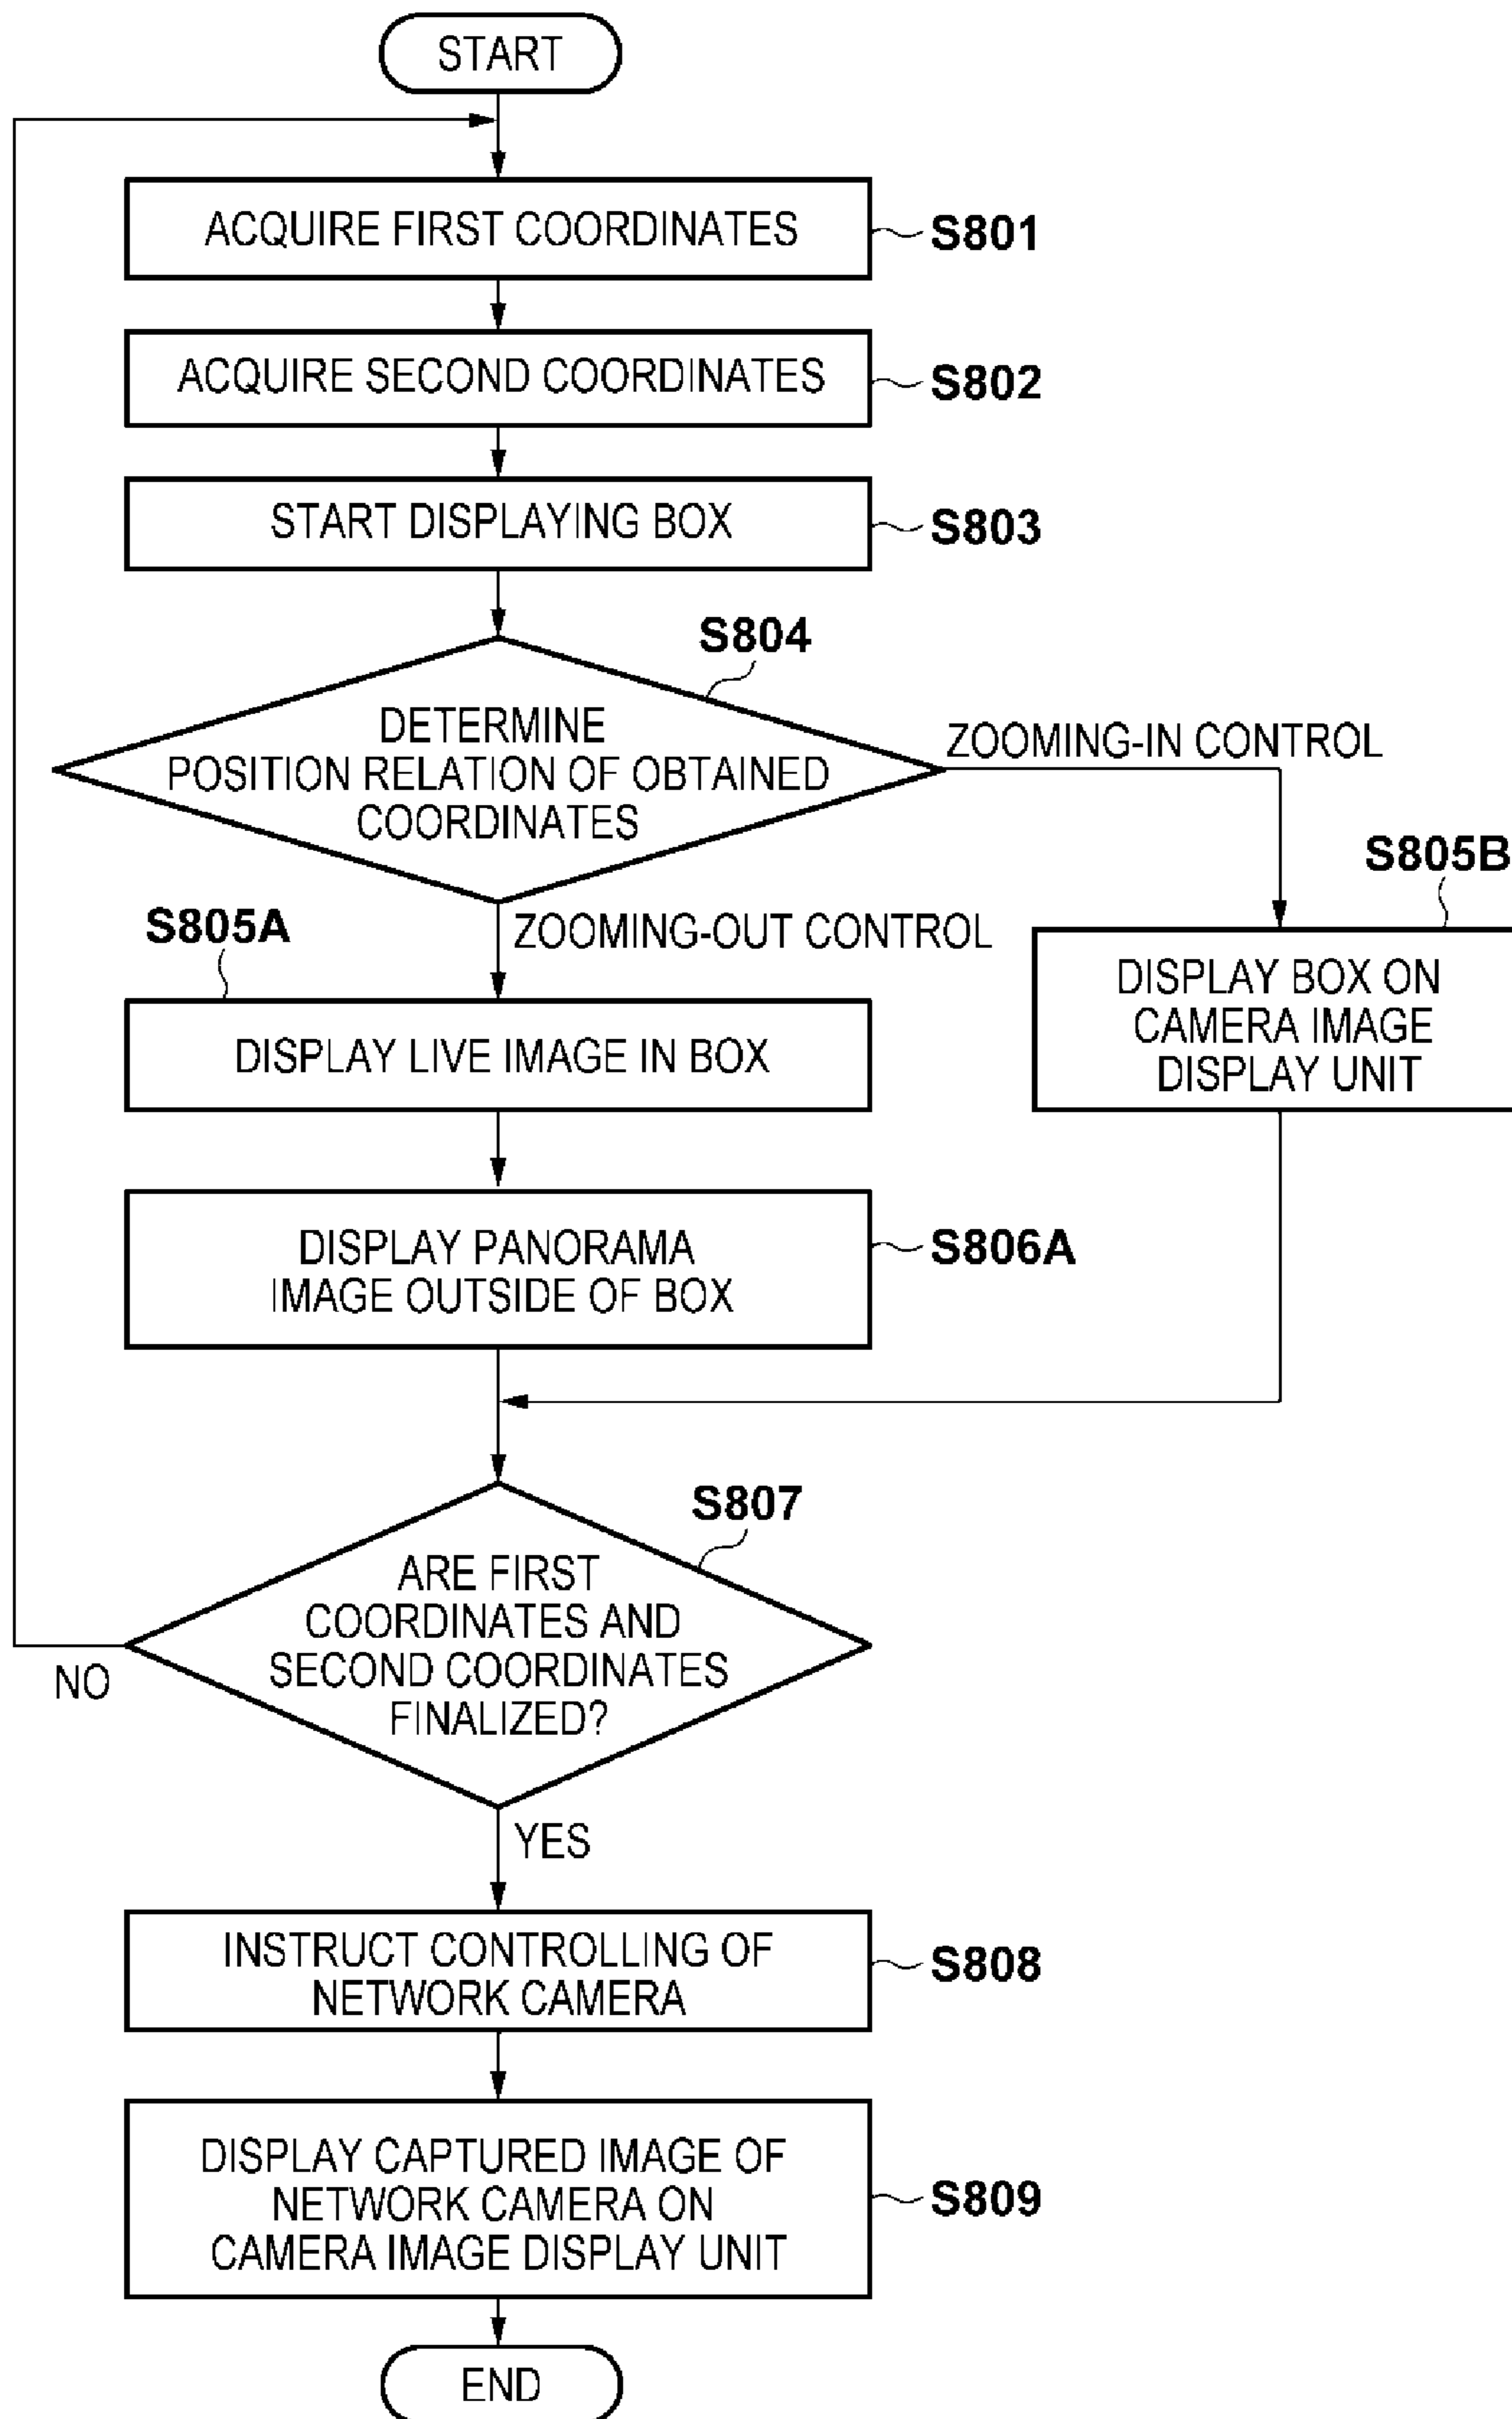 START
ACQUIRE FIRST COORDINATES
S801
ACQUIRE SECOND COORDINATES
S802
START DISPLAYING BOX
S803
S804
DETERMINE
POSITION RELATION OF OBTAINED
COORDINATES
ZOOMING-IN CONTROL
S805B
DISPLAY BOX ON
CAMERA IMAGE
DISPLAY UNIT
ZOOMING-OUT CONTROL
S805A
DISPLAY LIVE IMAGE IN BOX
DISPLAY PANORAMA
IMAGE OUTSIDE OF BOX
S806A
S807
ARE FIRST
COORDINATES AND
SECOND COORDINATES
FINALIZED?
NO
YES
INSTRUCT CONTROLLING OF
NETWORK CAMERA
S808
DISPLAY CAPTURED IMAGE OF
NETWORK CAMERA ON
CAMERA IMAGE DISPLAY UNIT
S809
END